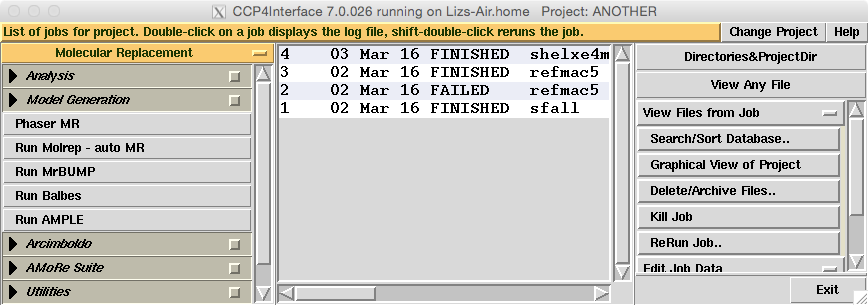 CCP4Interface 7.0.026 running on Lizs-Air.home Project: ANOTHER
List of jobs for project. Double-click on a job displays the log file, shift-double-click reruns the job.
Change Project
Help
Molecular Replacement
Analysis
Model Generation
Phaser MR
Run Molrep - auto MR
Run MrBUMP
Run Balbes
Run AMPLE
Arcimboldo
AMoRe Suite
Utilities
4 03 Mar 16 FINISHED shelxe4m
3 02 Mar 16 FINISHED refmac5
2 02 Mar 16 FAILED refmac5
1 02 Mar 16 FINISHED sfall
Directories&ProjectDir
View Any File
View Files from Job
Search/Sort Database..
Graphical View of Project
Delete/Archive Files..
Kill Job
ReRun Job..
Edit Job Data
Exit